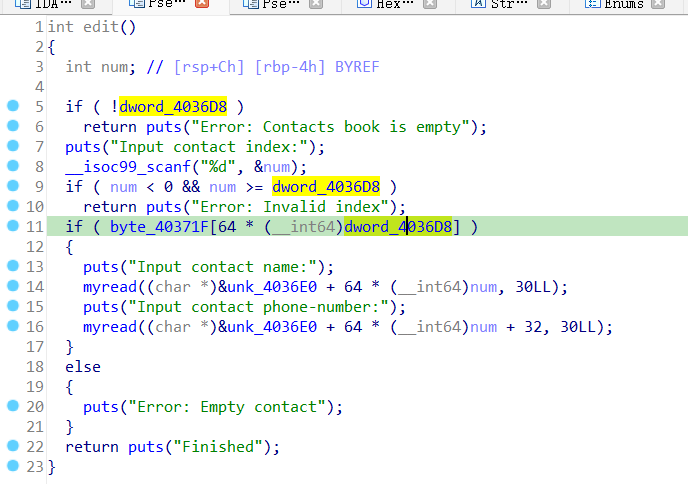 IDA··· Pse··· Pse··· Hex··· Str··· Enums
1 int edit()
2 {
3 int num; // [rsp+Ch] [rbp-4h] BYREF
4
5 if ( !dword_4036D8 )
6 return puts("Error: Contacts book is empty");
7 puts("Input contact index:");
8 __isoc99_scanf("%d", &num);
9 if ( num < 0 && num >= dword_4036D8 )
10 return puts("Error: Invalid index");
11 if ( byte_40371F[64 * (__int64)dword_4036D8] )
12 {
13 puts("Input contact name:");
14 myread((char *)&unk_4036E0 + 64 * (__int64)num, 30LL);
15 puts("Input contact phone-number:");
16 myread((char *)&unk_4036E0 + 64 * (__int64)num + 32, 30LL);
17 }
18 else
19 {
20 puts("Error: Empty contact");
21 }
22 return puts("Finished");
23 }